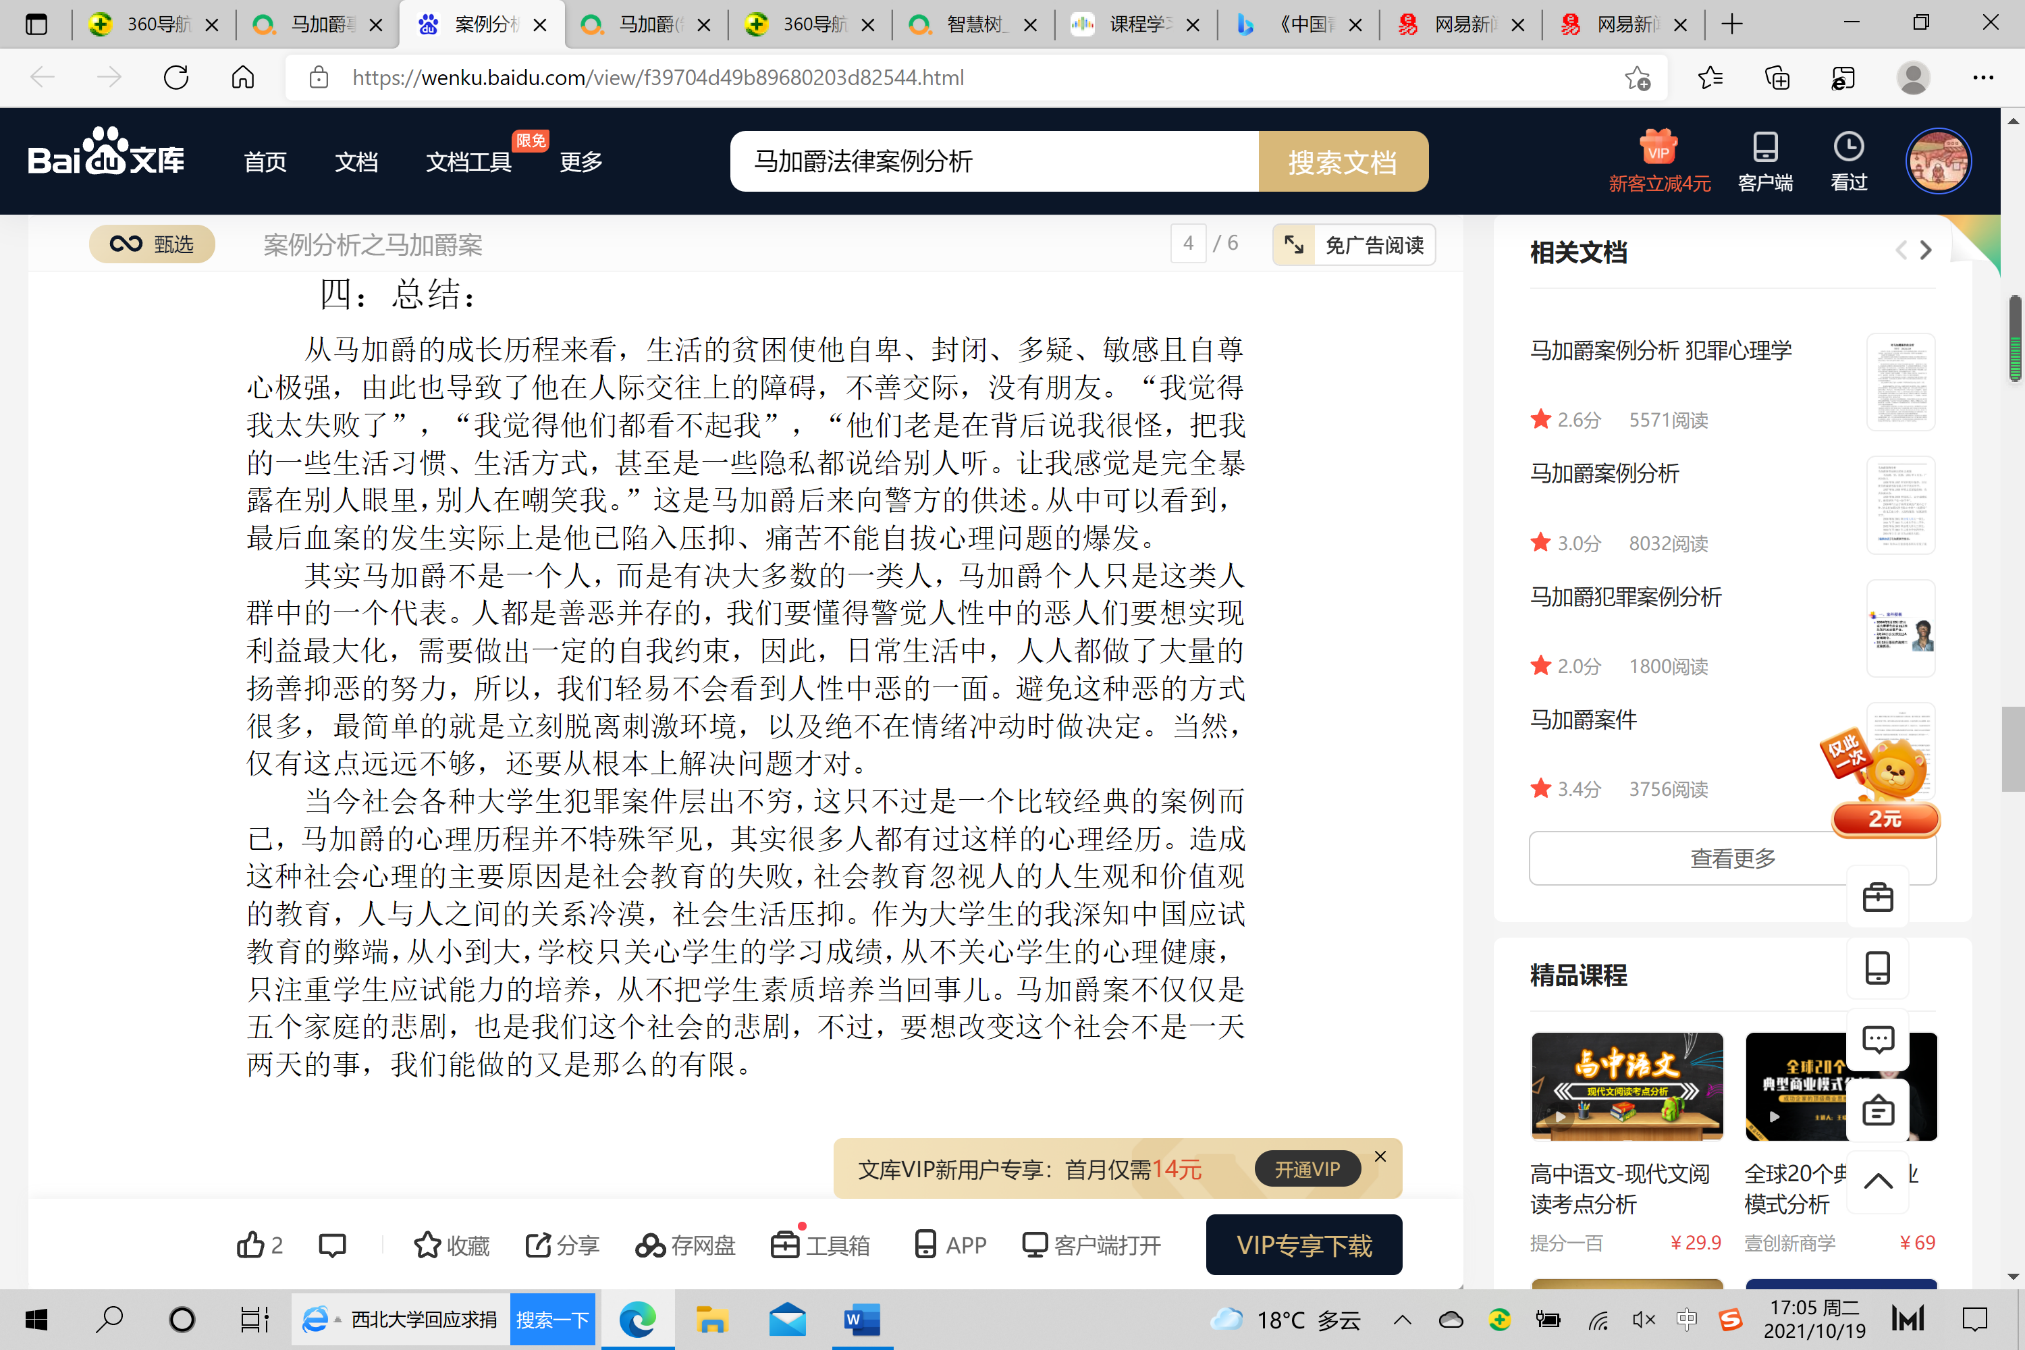 360导航
马加爵事
案例分析
马加爵(
360导航
智慧树_
课程学习
《中国青
网易新闻
网易新闻
https://wenku.baidu.com/view/f39704d49b89680203d82544.html
Bai du 文库
首页
文档
文档工具
限免
更多
马加爵法律案例分析
搜索文档
VIP
新客立减4元
客户端
看过
甄选
案例分析之马加爵案
4 / 6
免广告阅读
四：总结：
从马加爵的成长历程来看，生活的贫困使他自卑、封闭、多疑、敏感且自尊
心极强，由此也导致了他在人际交往上的障碍，不善交际，没有朋友。“我觉得
我太失败了”，“我觉得他们都看不起我”，“他们老是在背后说我很怪，把我
的一些生活习惯、生活方式，甚至是一些隐私都说给别人听。让我感觉是完全暴
露在别人眼里，别人在嘲笑我。”这是马加爵后来向警方的供述。从中可以看到，
最后血案的发生实际上是他已陷入压抑、痛苦不能自拔心理问题的爆发。
其实马加爵不是一个人，而是有决大多数的一类人，马加爵个人只是这类人
群中的一个代表。人都是善恶并存的，我们要懂得警觉人性中的恶人们要想实现
利益最大化，需要做出一定的自我约束，因此，日常生活中，人人都做了大量的
扬善抑恶的努力，所以，我们轻易不会看到人性中恶的一面。避免这种恶的方式
很多，最简单的就是立刻脱离刺激环境，以及绝不在情绪冲动时做决定。当然，
仅有这点远远不够，还要从根本上解决问题才对。
当今社会各种大学生犯罪案件层出不穷，这只不过是一个比较经典的案例而
已，马加爵的心理历程并不特殊罕见，其实很多人都有过这样的心理经历。造成
这种社会心理的主要原因是社会教育的失败，社会教育忽视人的人生观和价值观
的教育，人与人之间的关系冷漠，社会生活压抑。作为大学生的我深知中国应试
教育的弊端，从小到大，学校只关心学生的学习成绩，从不关心学生的心理健康，
只注重学生应试能力的培养，从不把学生素质培养当回事儿。马加爵案不仅仅是
五个家庭的悲剧，也是我们这个社会的悲剧，不过，要想改变这个社会不是一天
两天的事，我们能做的又是那么的有限。
文库VIP新用户专享：首月仅需14元
开通VIP
2
收藏
分享
存网盘
工具箱
APP
客户端打开
VIP专享下载
相关文档
马加爵案例分析 犯罪心理学
2.6分 5571阅读
马加爵案例分析
3.0分 8032阅读
马加爵犯罪案例分析
2.0分 1800阅读
马加爵案件
3.4分 3756阅读
仅此
一次
2元
查看更多
精品课程
高中语文
现代文阅读考点分析
全球20个
典型商业模式分
高中语文-现代文阅
读考点分析
提分一百 ¥29.9
全球20个典 业
模式分析
壹创新商学 ¥69
西北大学回应求捐
搜索一下
18°C 多云
中
17:05 周二
2021/10/19